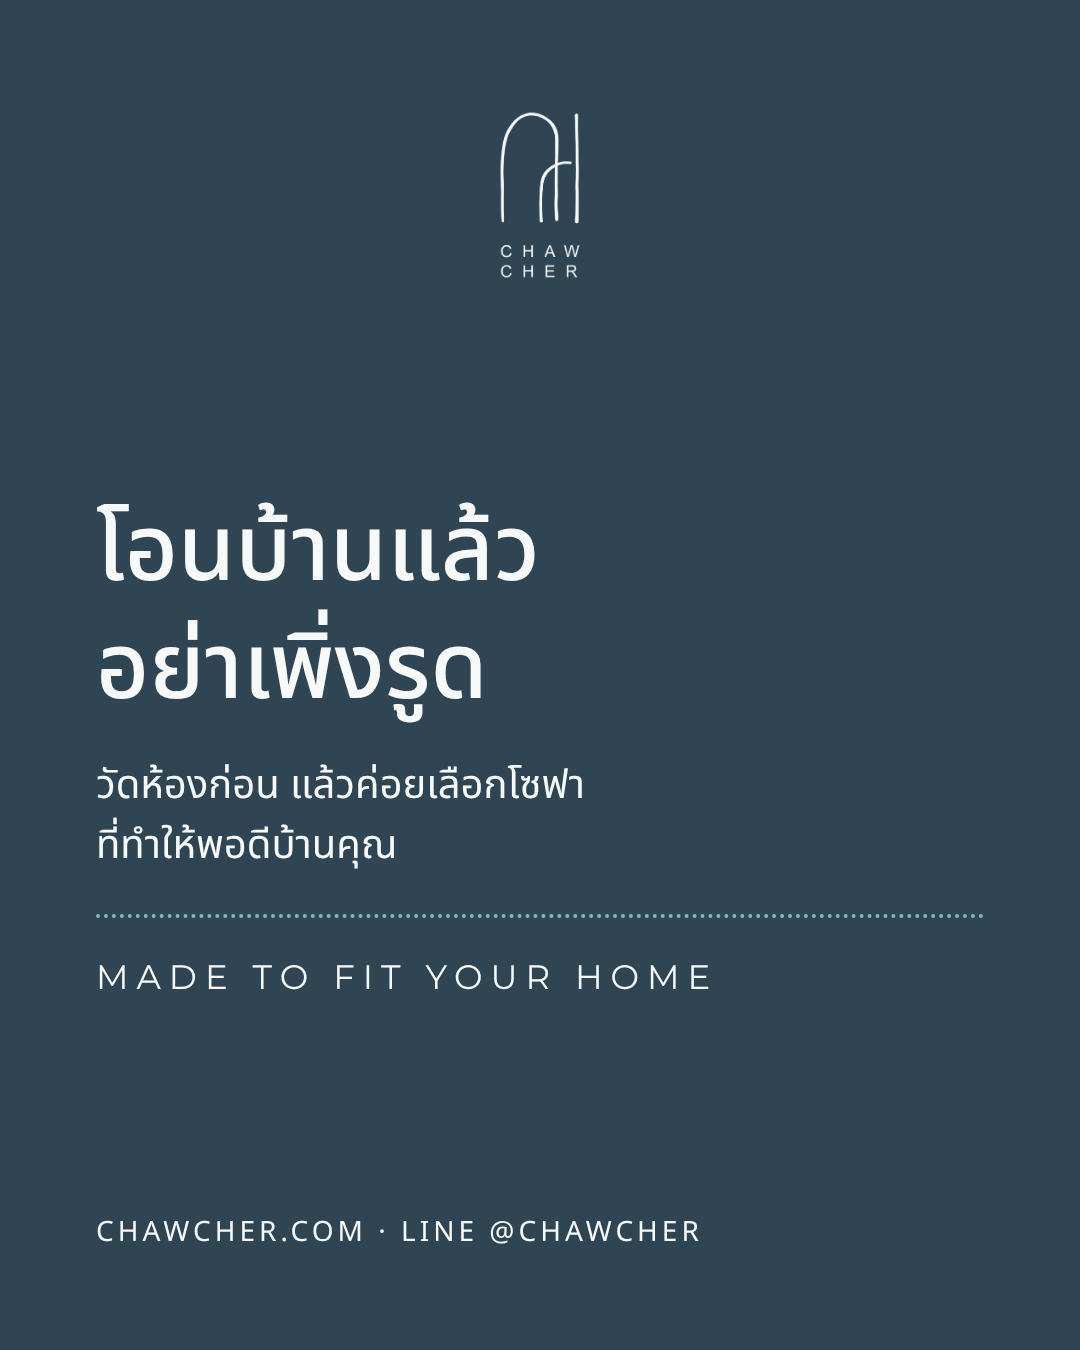 CHAW
CHER
โอนบ้านแล้ว
อย่าเพิ่งรูด
วัดห้องก่อน แล้วค่อยเลือกโซฟา
ที่ทำให้พอดีบ้านคุณ
MADE TO FIT YOUR HOME
CHAWCHER.COM · LINE @CHAWCHER